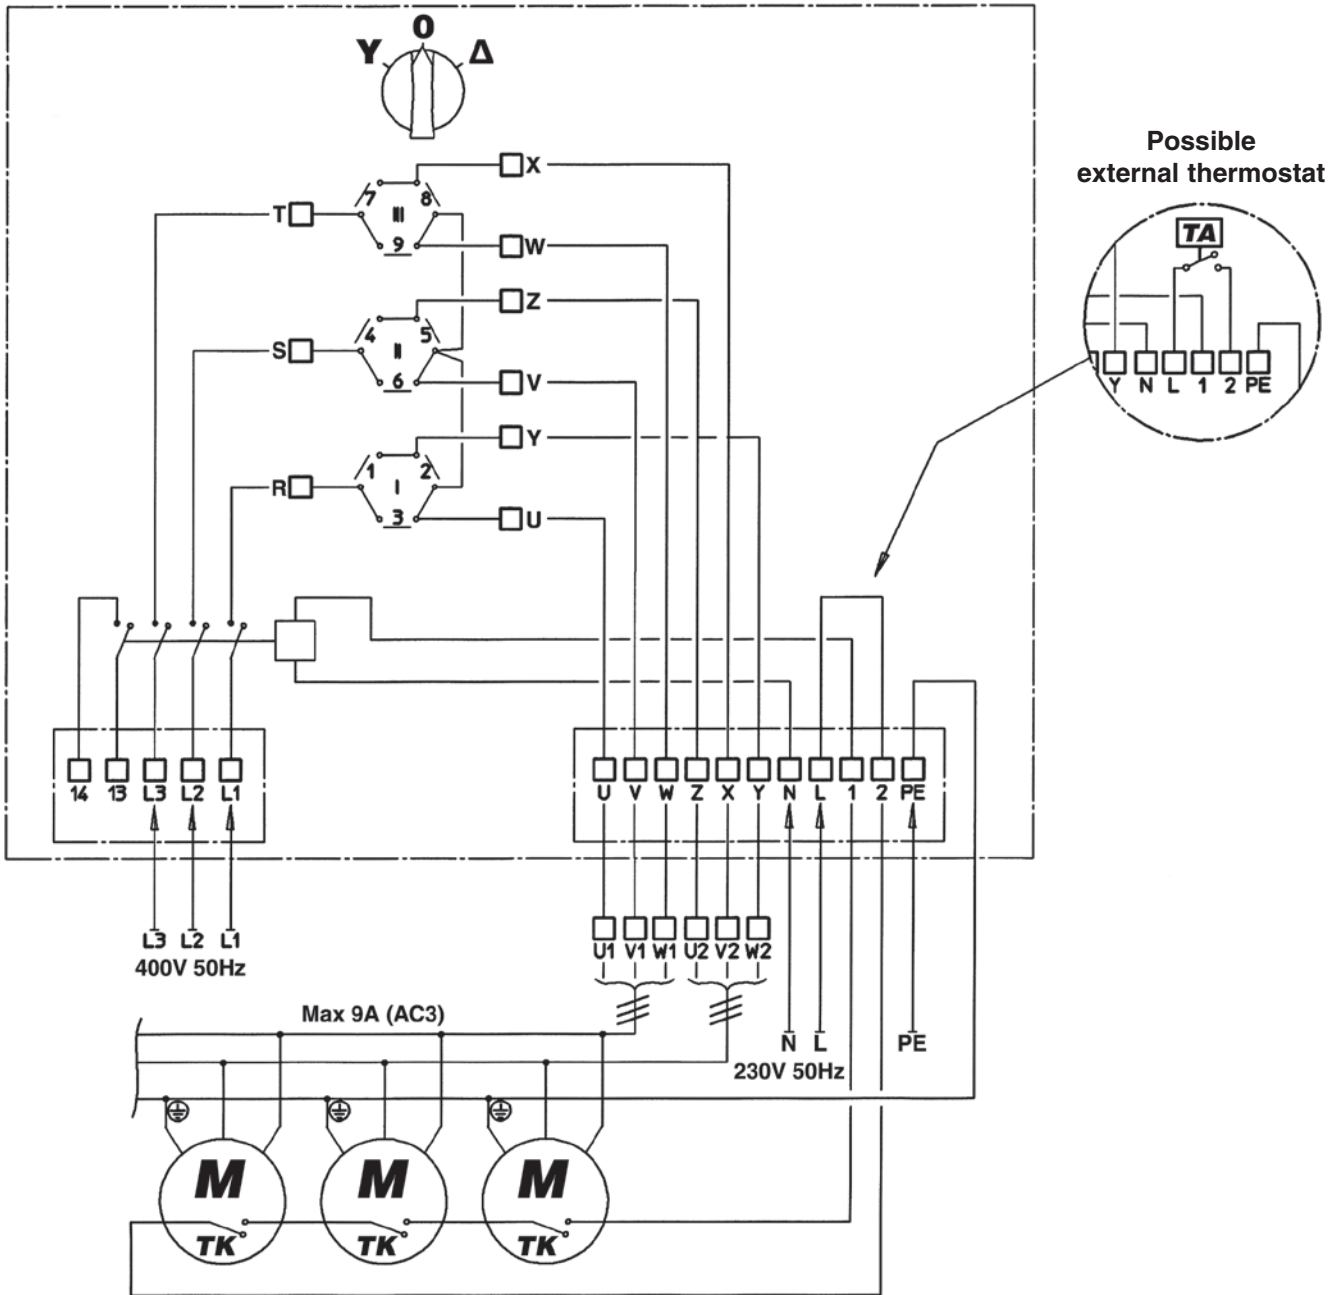 O
Y Δ
X
7 8
T III
9 W
Z
4 5
S II
6 V
Y
1 2
R I
3 U
Possible
external thermostat
TA
Y N L 1 2 PE
14 13 L3 L2 L1
U V W Z X Y N L 1 2 PE
L3 L2 L1
400V 50Hz
U1 V1 W1 U2 V2 W2
Max 9A (AC3)
N L PE
230V 50Hz
M M M
TK TK TK